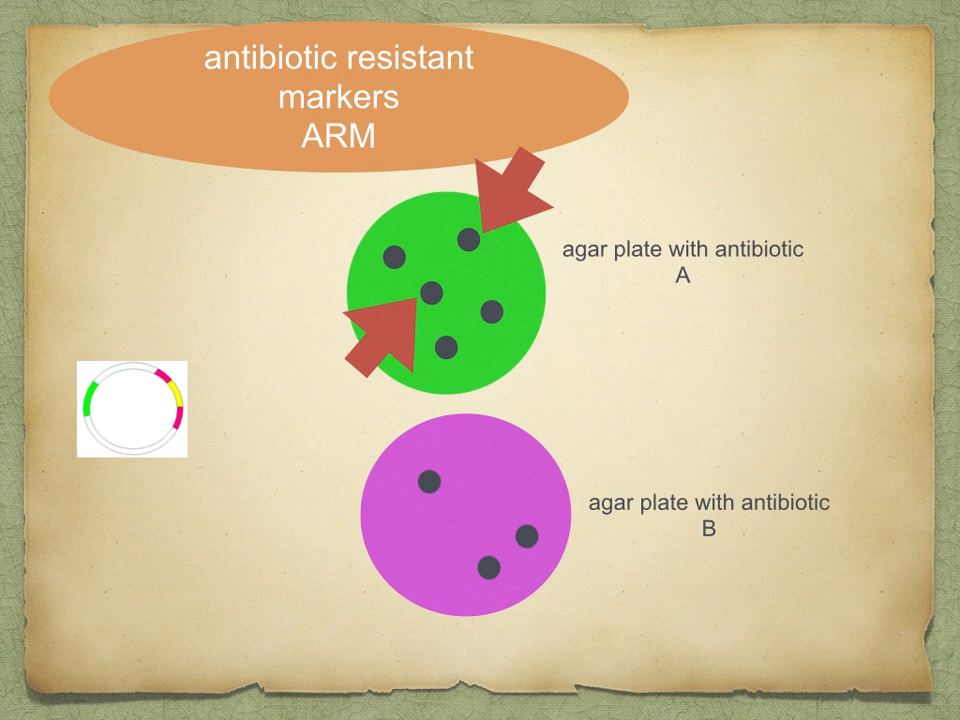 antibiotic resistant
markers
ARM
agar plate with antibiotic
A
agar plate with antibiotic
B